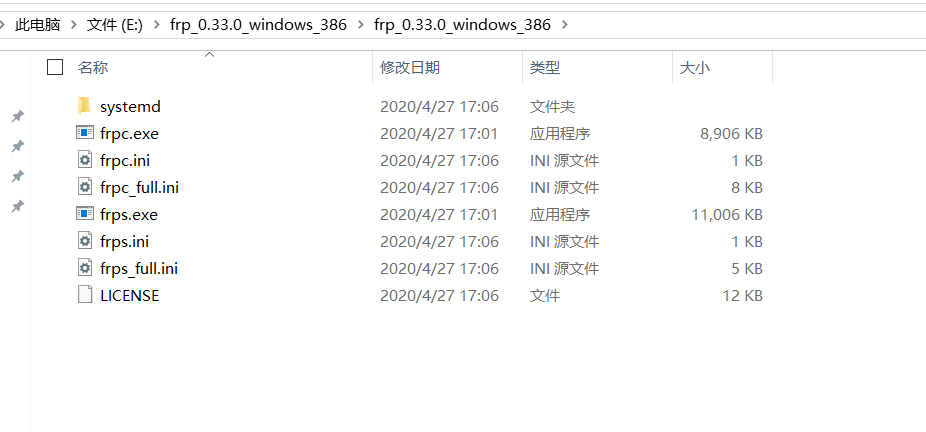 此电脑 > 文件 (E:) > frp_0.33.0_windows_386 > frp_0.33.0_windows_386 >
名称 修改日期 类型 大小
systemd 2020/4/27 17:06 文件夹
frpc.exe 2020/4/27 17:01 应用程序 8,906 KB
frpc.ini 2020/4/27 17:06 INI 源文件 1 KB
frpc_full.ini 2020/4/27 17:06 INI 源文件 8 KB
frps.exe 2020/4/27 17:01 应用程序 11,006 KB
frps.ini 2020/4/27 17:06 INI 源文件 1 KB
frps_full.ini 2020/4/27 17:06 INI 源文件 5 KB
LICENSE 2020/4/27 17:06 文件 12 KB